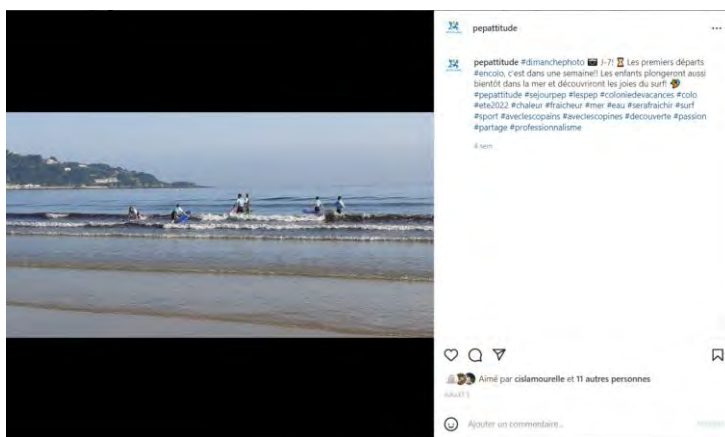 pepattitude
pepattitude #dimanchephoto 📷 J-7! ⏳ Les premiers départs
#encolo, c'est dans une semaine!! Les enfants plongeront aussi
bientôt dans la mer et découvriront les joies du surf! 🏄
#pepattitude #sejourpep #lespep #coloniedevacances #colo
#ete2022 #chaleur #fraicheur #mer #eau #serafraichir #surf
#sport #aveclescopains #aveclescopines #decouverte #passion
#partage #professionnalisme
4 sem
Aimé par cislamourelle et 11 autres personnes
Ajouter un commentaire...